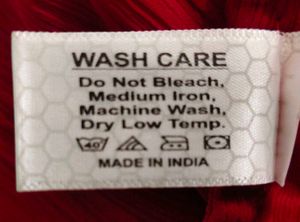 WASH CARE
Do Not Bleach,
Medium Iron,
Machine Wash,
Dry Low Temp.
40
MADE IN INDIA